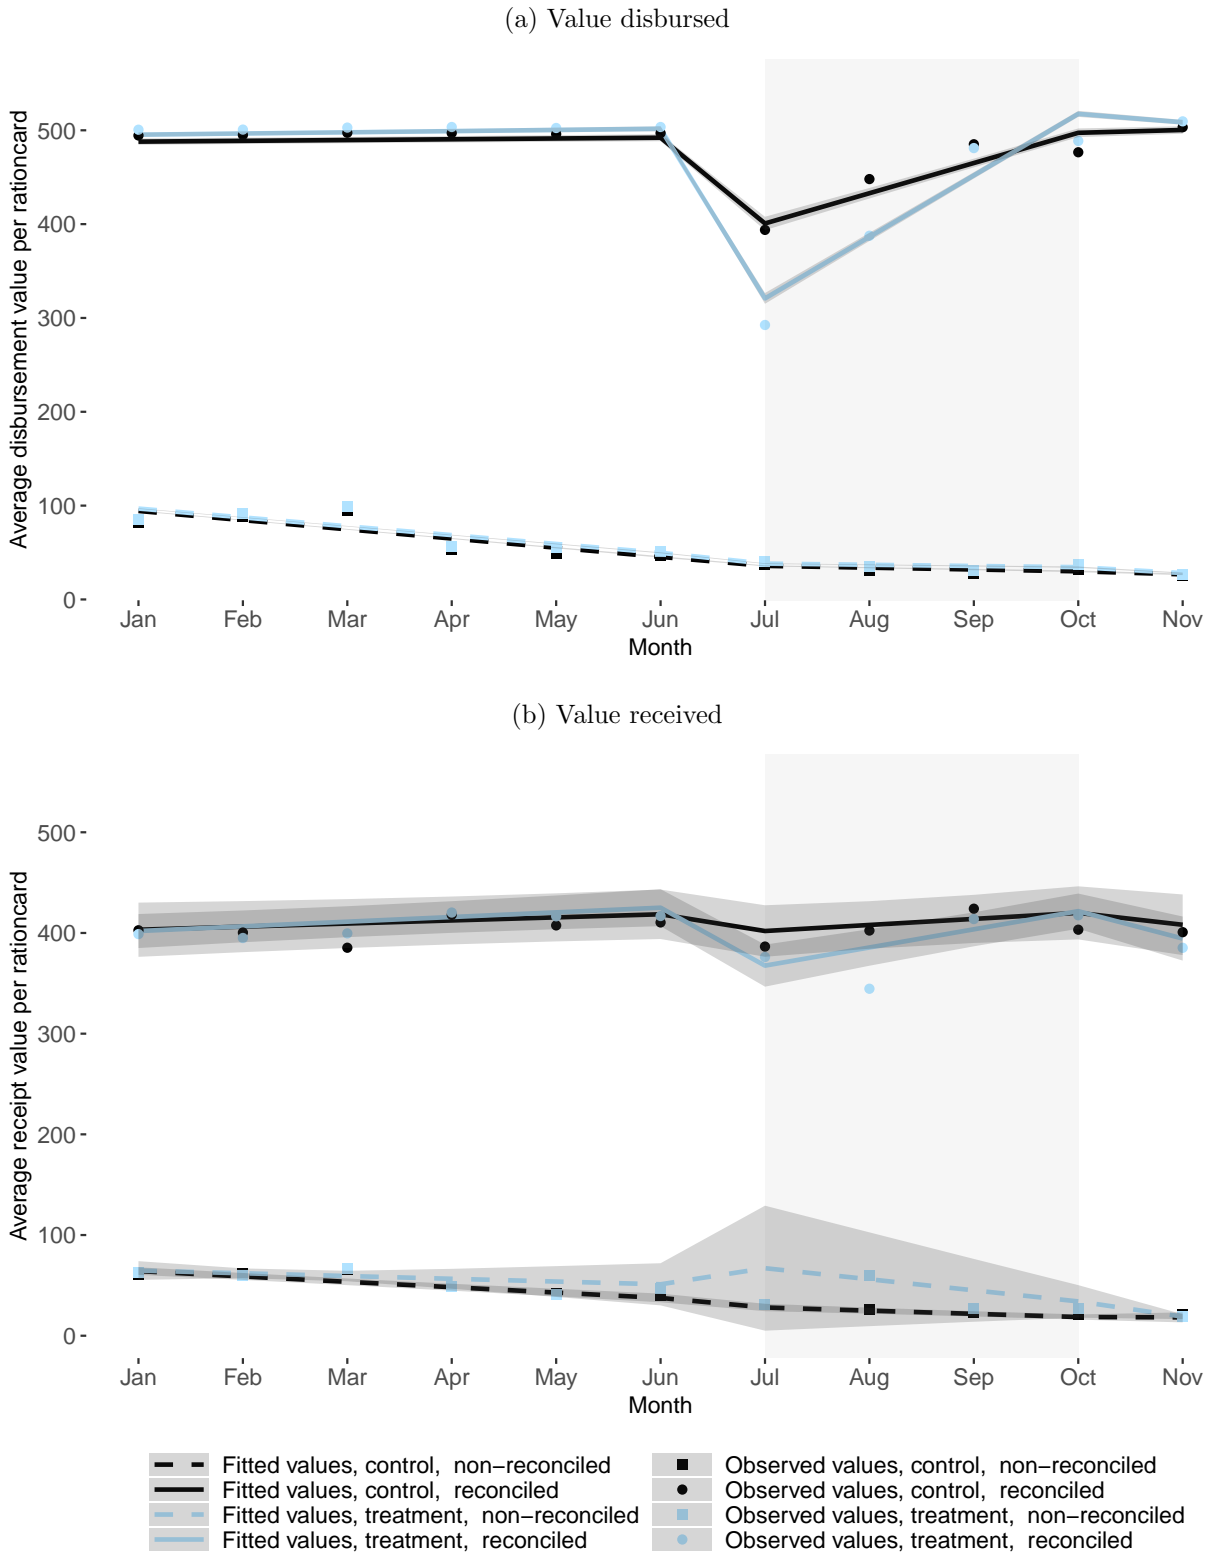 (a) Value disbursed
Average disbursement value per rationcard
500
400
300
200
100
0
Jan Feb Mar Apr May Jun Jul Aug Sep Oct Nov
Month
(b) Value received
Average receipt value per rationcard
500
400
300
200
100
0
Jan Feb Mar Apr May Jun Jul Aug Sep Oct Nov
Month
Fitted values, control, non−reconciled
Fitted values, control, reconciled
Fitted values, treatment, non−reconciled
Fitted values, treatment, reconciled
Observed values, control, non−reconciled
Observed values, control, reconciled
Observed values, treatment, non−reconciled
Observed values, treatment, reconciled